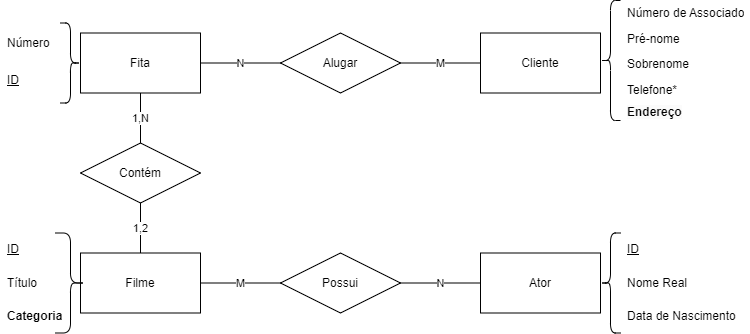 Número
ID
Fita
N
Alugar
M
Cliente
Número de Associado
Pré-nome
Sobrenome
Telefone*
Endereço
1,N
Contém
1,2
ID
Título
Categoria
Filme
M
Possui
N
Ator
ID
Nome Real
Data de Nascimento